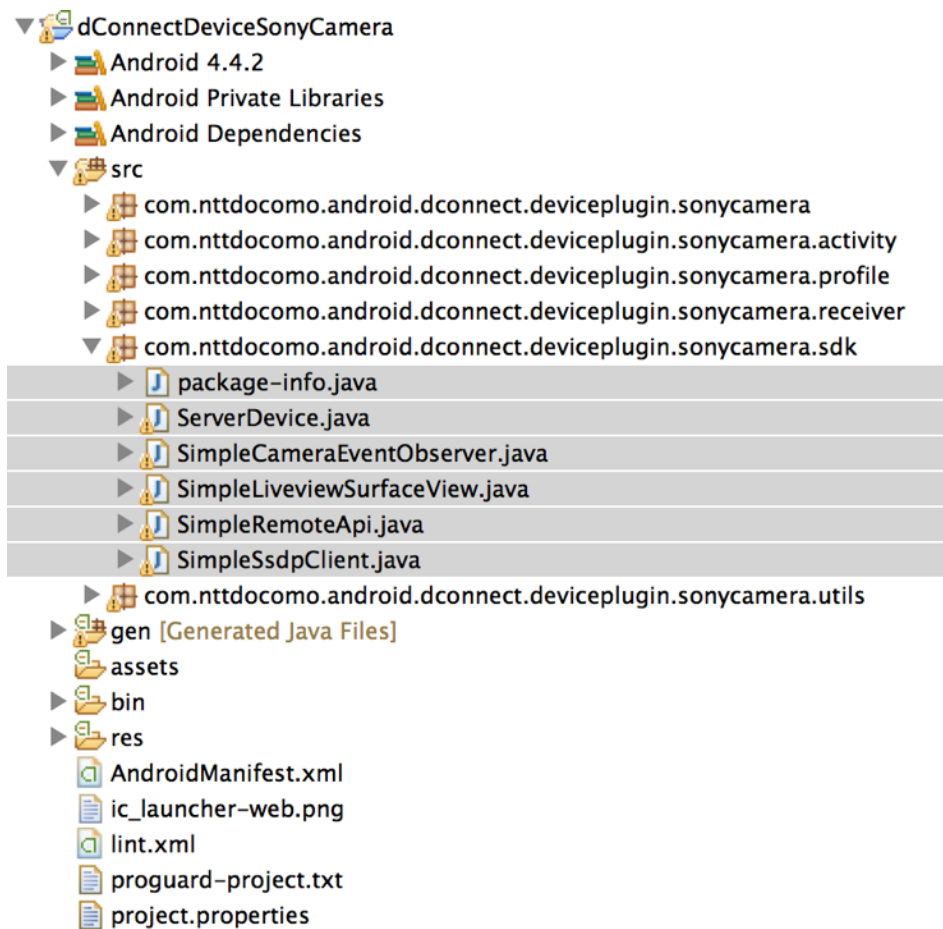 dConnectDeviceSonyCamera
Android 4.4.2
Android Private Libraries
Android Dependencies
src
com.nttdocomo.android.dconnect.deviceplugin.sonycamera
com.nttdocomo.android.dconnect.deviceplugin.sonycamera.activity
com.nttdocomo.android.dconnect.deviceplugin.sonycamera.profile
com.nttdocomo.android.dconnect.deviceplugin.sonycamera.receiver
com.nttdocomo.android.dconnect.deviceplugin.sonycamera.sdk
package-info.java
ServerDevice.java
SimpleCameraEventObserver.java
SimpleLiveviewSurfaceView.java
SimpleRemoteApi.java
SimpleSsdpClient.java
com.nttdocomo.android.dconnect.deviceplugin.sonycamera.utils
gen [Generated Java Files]
assets
bin
res
AndroidManifest.xml
ic_launcher-web.png
lint.xml
proguard-project.txt
project.properties